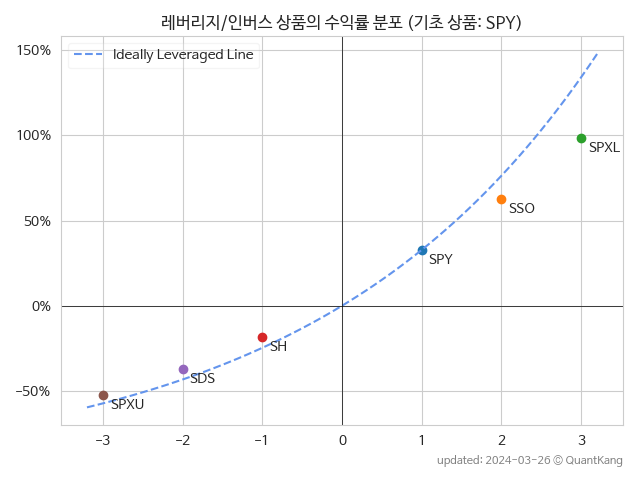 레버리지/인버스 상품의 수익률 분포 (기초 상품: SPY)
150%
Ideally Leveraged Line
100%
SPXL
50%
SSO
SPY
0%
SH
SDS
−50%
SPXU
−3 −2 −1 0 1 2 3
updated: 2024-03-26 © QuantKang